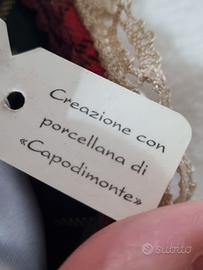 Creazione con
porcellana di
«Capodimonte»
subito